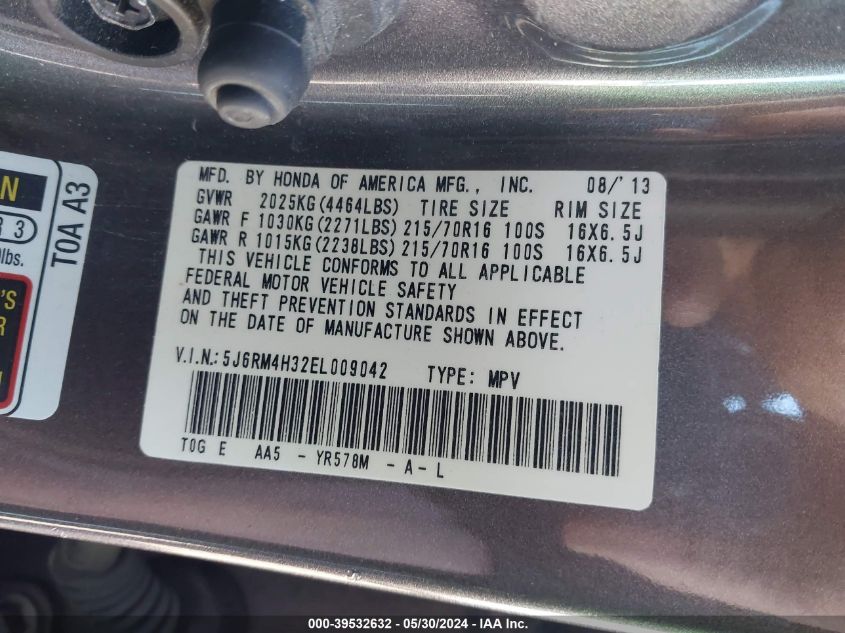 MFD. BY HONDA OF AMERICA MFG., INC. 08/'13
GVWR 2025KG(4464LBS) TIRE SIZE RIM SIZE
GAWR F 1030KG(2271LBS) 215/70R16 100S 16X6.5J
GAWR R 1015KG(2238LBS) 215/70R16 100S 16X6.5J
THIS VEHICLE CONFORMS TO ALL APPLICABLE
FEDERAL MOTOR VEHICLE SAFETY
AND THEFT PREVENTION STANDARDS IN EFFECT
ON THE DATE OF MANUFACTURE SHOWN ABOVE.
V.I.N.: 5J6RM4H32EL009042 TYPE: MPV
T0G E AA5 - YR578M - A - L
N
R 3
lbs.
'S
R
T0A A3
000-39532632 - 05/30/2024 - IAA Inc.